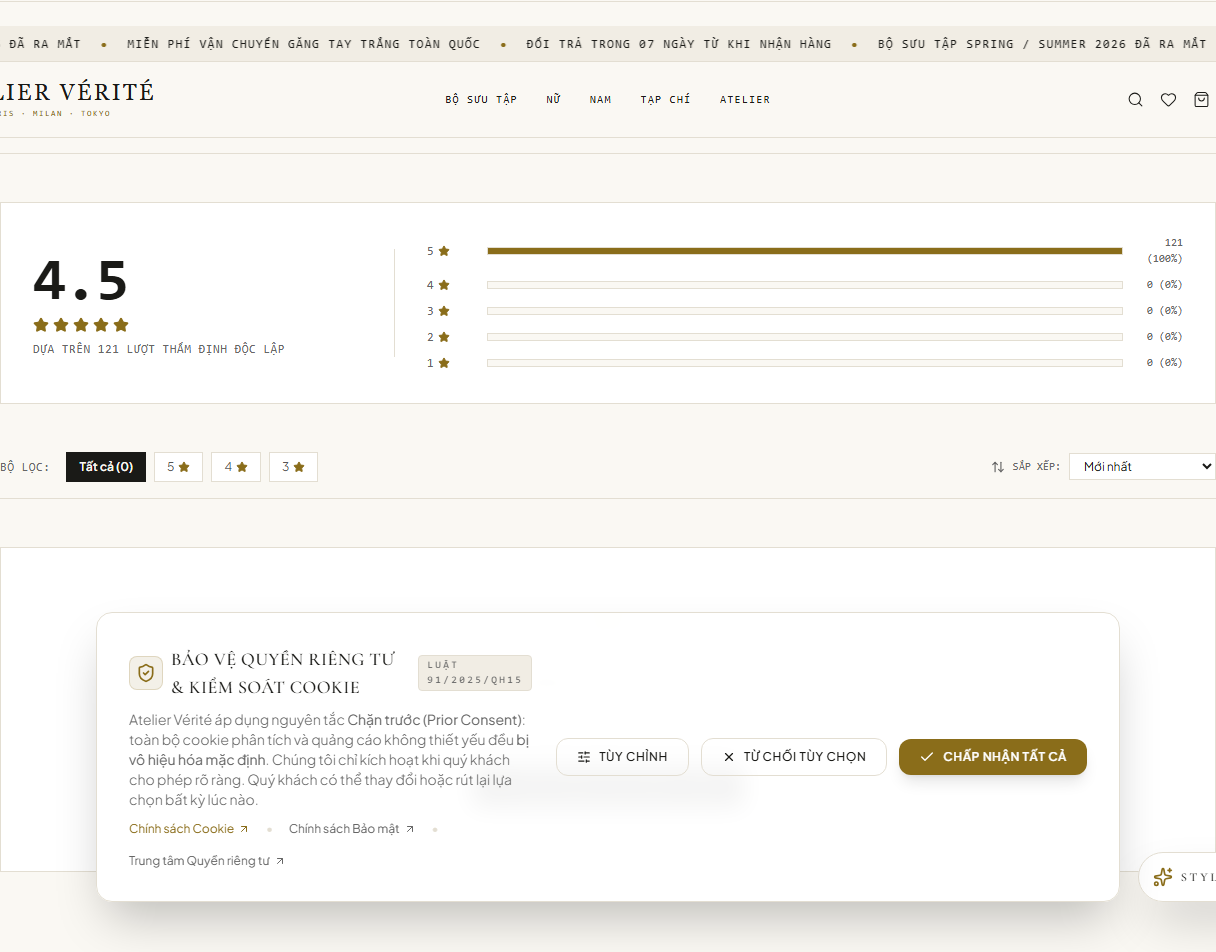 ĐÃ RA MẮT • MIỄN PHÍ VẬN CHUYỂN GĂNG TAY TRẮNG TOÀN QUỐC • ĐỔI TRẢ TRONG 07 NGÀY TỪ KHI NHẬN HÀNG • BỘ SƯU TẬP SPRING / SUMMER 2026 ĐÃ RA MẮT
LIER VÉRITÉ
RIS · MILAN · TOKYO
BỘ SƯU TẬP NỮ NAM TẠP CHÍ ATELIER
4.5
DỰA TRÊN 121 LƯỢT THẨM ĐỊNH ĐỘC LẬP
5 121 (100%)
4 0 (0%)
3 0 (0%)
2 0 (0%)
1 0 (0%)
BỘ LỌC: Tất cả (0) 5 4 3 SẮP XẾP: Mới nhất
BẢO VỆ QUYỀN RIÊNG TƯ
& KIỂM SOÁT COOKIE
LUẬT
91/2025/QH15
Atelier Vérité áp dụng nguyên tắc Chặn trước (Prior Consent):
toàn bộ cookie phân tích và quảng cáo không thiết yếu đều bị
vô hiệu hóa mặc định. Chúng tôi chỉ kích hoạt khi quý khách
cho phép rõ ràng. Quý khách có thể thay đổi hoặc rút lại lựa
chọn bất kỳ lúc nào.
Chính sách Cookie • Chính sách Bảo mật •
Trung tâm Quyền riêng tư
TÙY CHỈNH TỪ CHỐI TÙY CHỌN CHẤP NHẬN TẤT CẢ
STYL